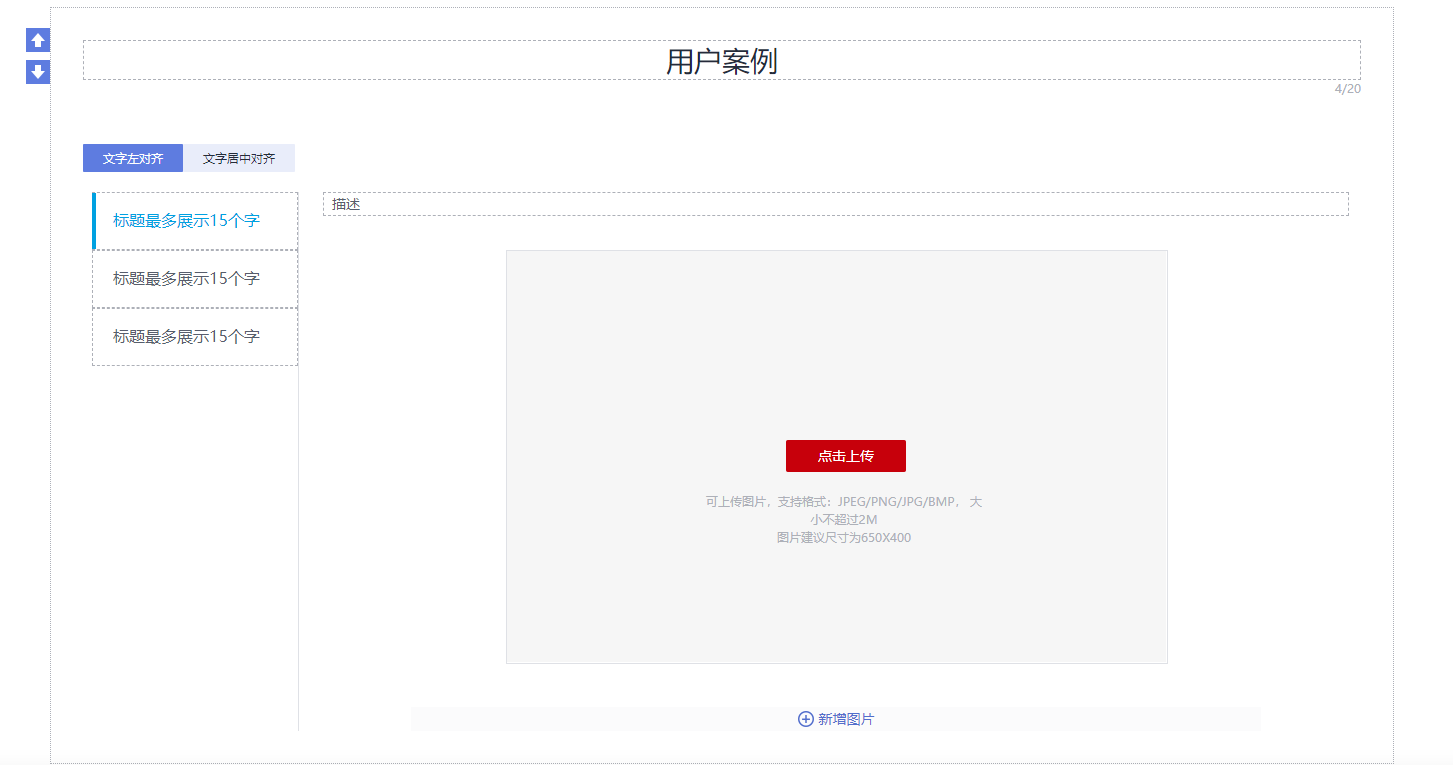 用户案例
4/20
文字左对齐
文字居中对齐
标题最多展示15个字
标题最多展示15个字
标题最多展示15个字
描述
点击上传
可上传图片，支持格式：JPEG/PNG/JPG/BMP， 大
小不超过2M
图片建议尺寸为650X400
新增图片